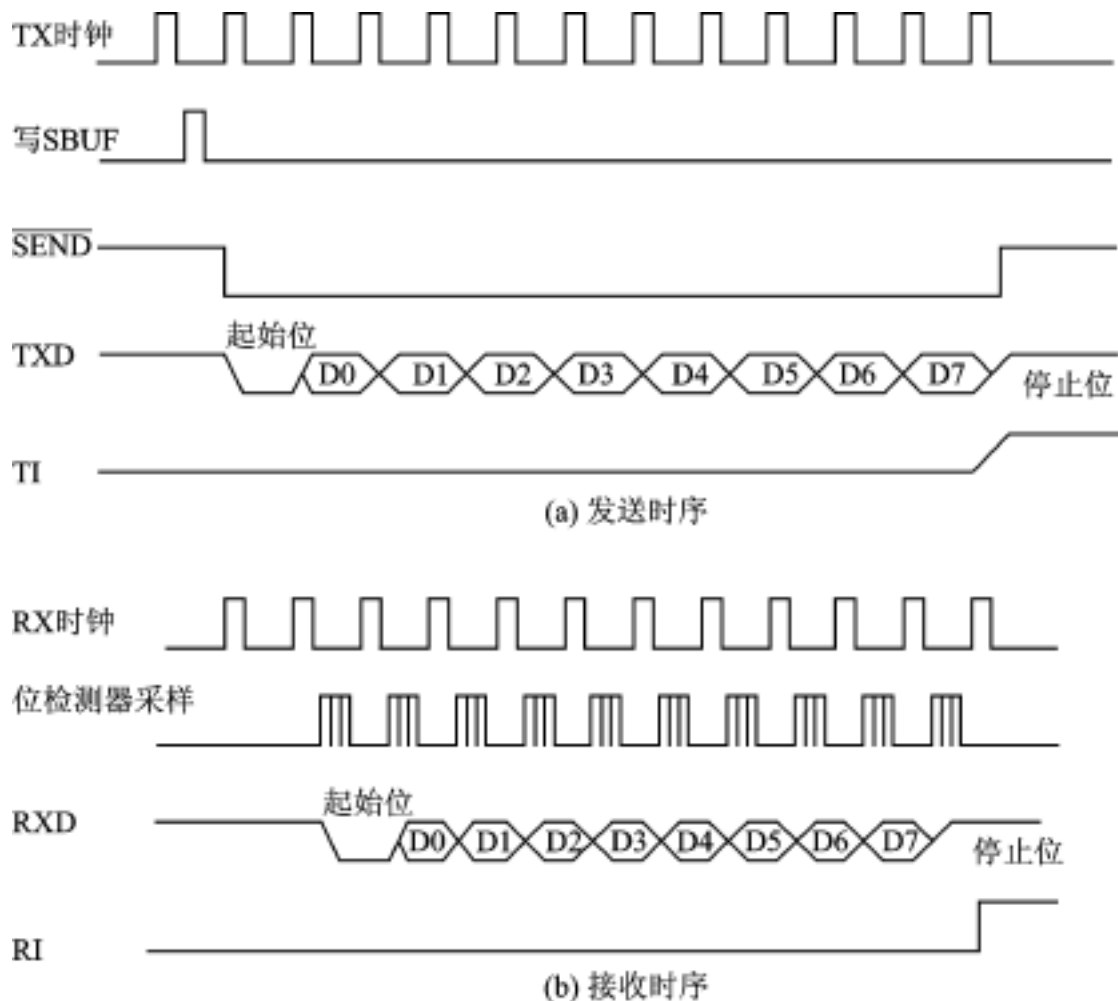 TX时钟
写SBUF
SEND
起始位
TXD D0 D1 D2 D3 D4 D5 D6 D7
停止位
TI
(a) 发送时序
RX时钟
位检测器采样
起始位
RXD D0 D1 D2 D3 D4 D5 D6 D7
停止位
RI
(b) 接收时序